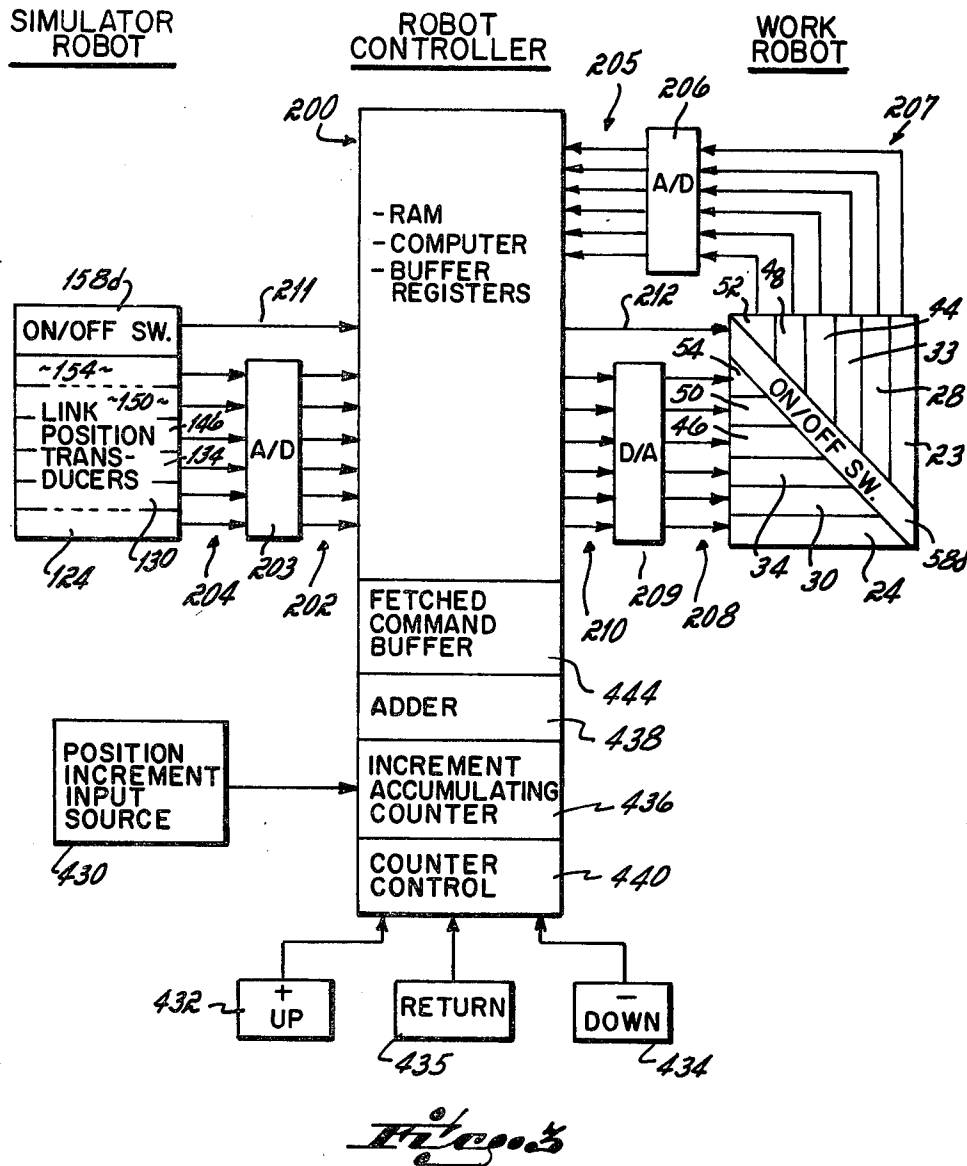 SIMULATOR
ROBOT
ROBOT
CONTROLLER
WORK
ROBOT
200
205
206
207
A/D
- RAM
- COMPUTER
- BUFFER
REGISTERS
158d
211
212
ON/OFF SW.
~154~
~150~
LINK
POSITION
TRANS-
DUCERS
146
134
130
124
204
A/D
203
202
D/A
210
209
208
52
48
44
33
28
23
54
50
46
ON/OFF SW.
34
30
24
58d
FETCHED
COMMAND
BUFFER
444
ADDER
438
POSITION
INCREMENT
INPUT
SOURCE
430
INCREMENT
ACCUMULATING
COUNTER
436
COUNTER
CONTROL
440
+
UP
432
RETURN
435
-
DOWN
434
Fig. 3